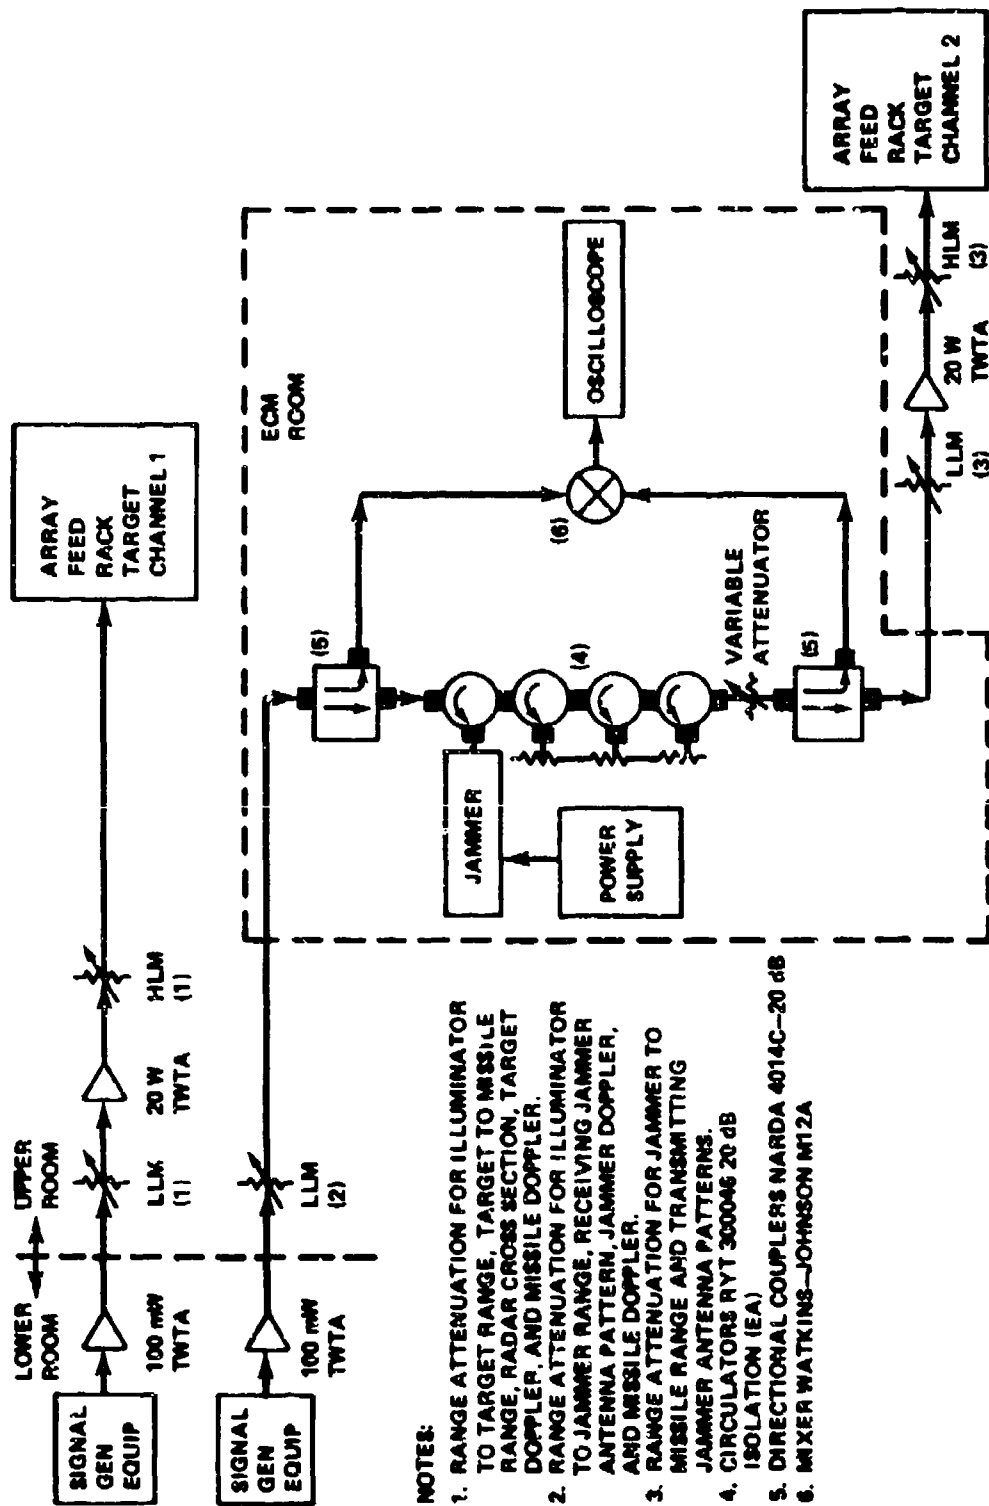 SIGNAL
GEN
EQUIP
100 mW
TWTA
LOWER
ROOM
UPPER
ROOM
LLM
(1)
20 W
TWTA
HLM
(1)
ARRAY
FEED
RACK
TARGET
CHANNEL 1
SIGNAL
GEN
EQUIP
100 mW
TWTA
LLM
(2)
ECM
ROOM
(5)
(4)
JAMMER
POWER
SUPPLY
VARIABLE
ATTENUATOR
(5)
(6)
OSCILLOSCOPE
LLM
(3)
20 W
TWTA
HLM
(3)
ARRAY
FEED
RACK
TARGET
CHANNEL 2
NOTES:
1. RANGE ATTENUATION FOR ILLUMINATOR
TO TARGET RANGE, TARGET TO MISSILE
RANGE, RADAR CROSS SECTION, TARGET
DOPPLER, AND MISSILE DOPPLER.
2. RANGE ATTENUATION FOR ILLUMINATOR
TO JAMMER RANGE, RECEIVING JAMMER
ANTENNA PATTERN, JAMMER DOPPLER,
AND MISSILE DOPPLER.
3. RANGE ATTENUATION FOR JAMMER TO
MISSILE RANGE AND TRANSMITTING
JAMMER ANTENNA PATTERNS.
4. CIRCULATORS RYT 300046 20 dB
ISOLATION (EA)
5. DIRECTIONAL COUPLERS NARDA 4014C-20 dB
6. MIXER WATKINS-JOHNSON M12A